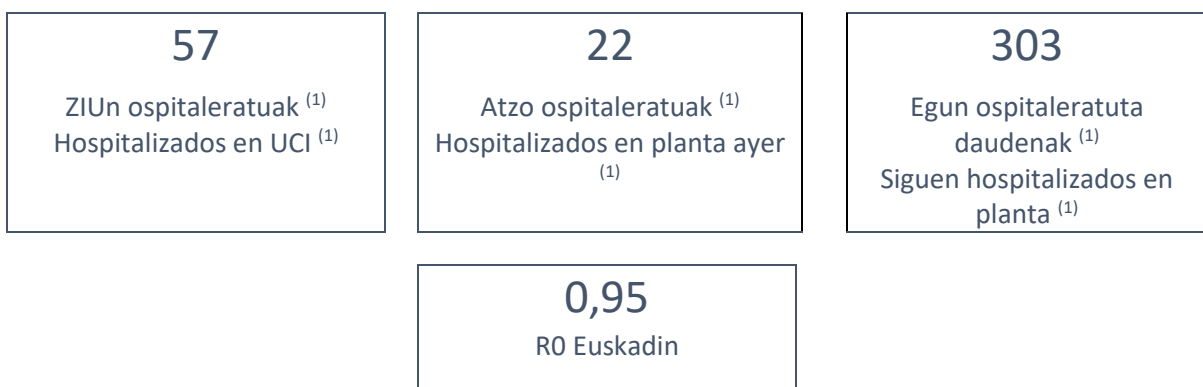 57
ZIUn ospitaleratuak (1)
Hospitalizados en UCI (1)
22
Atzo ospitaleratuak (1)
Hospitalizados en planta ayer
(1)
303
Egun ospitaleratuta
daudenak (1)
Siguen hospitalizados en
planta (1)
0,95
R0 Euskadin